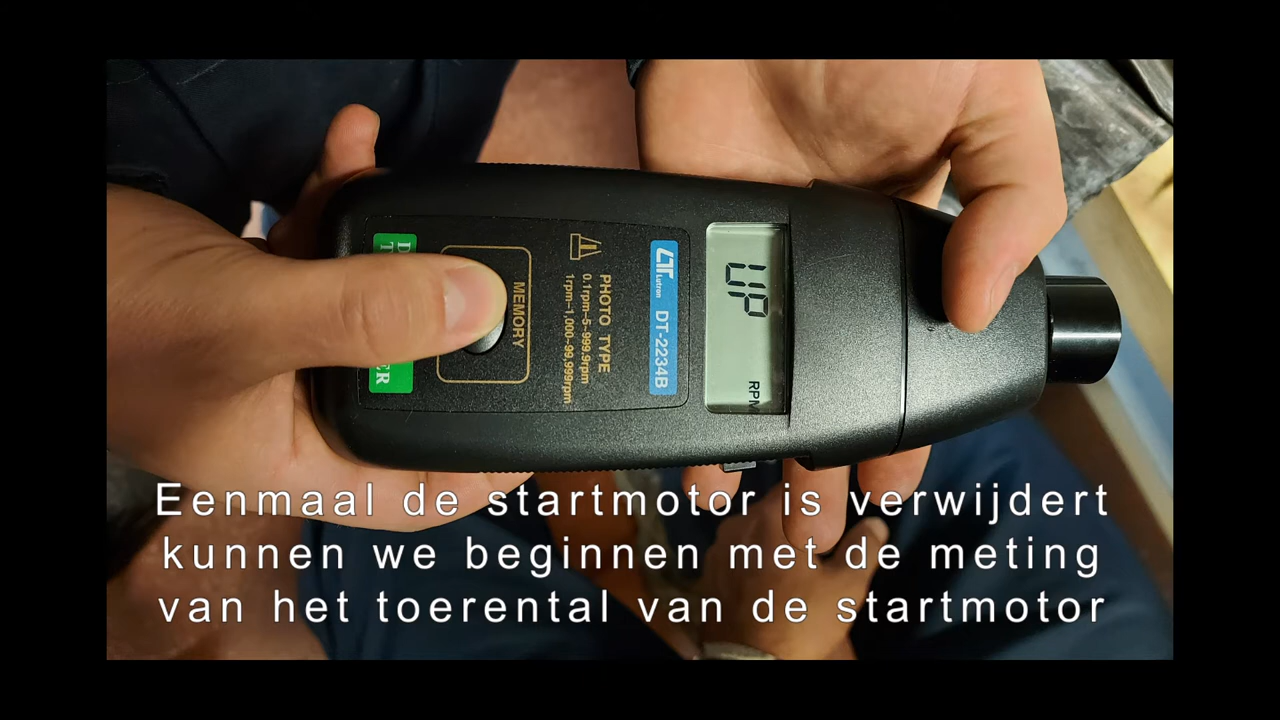 UP
RPM
Lutron DT-2234B
PHOTO TYPE
0.1rpm~5-999.9rpm
1rpm~1,000~99,999rpm
MEMORY
Eenmaal de startmotor is verwijdert
kunnen we beginnen met de meting
van het toerental van de startmotor